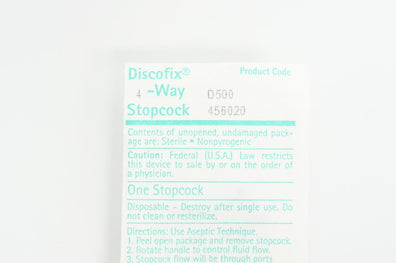 Discofix® Product Code
4 -Way D500
Stopcock 456020
Contents of unopened, undamaged pack-
age are: Sterile • Nonpyrogenic
Caution: Federal (U.S.A.) Law restricts
this device to sale by or on the order of
a physician.
One Stopcock
Disposable – Destroy after single use. Do
not clean or resterilize.
Directions: Use Aseptic Technique.
1. Peel open package and remove stopcock.
2. Rotate handle to control fluid flow.
3. Stopcock flow will be through ports